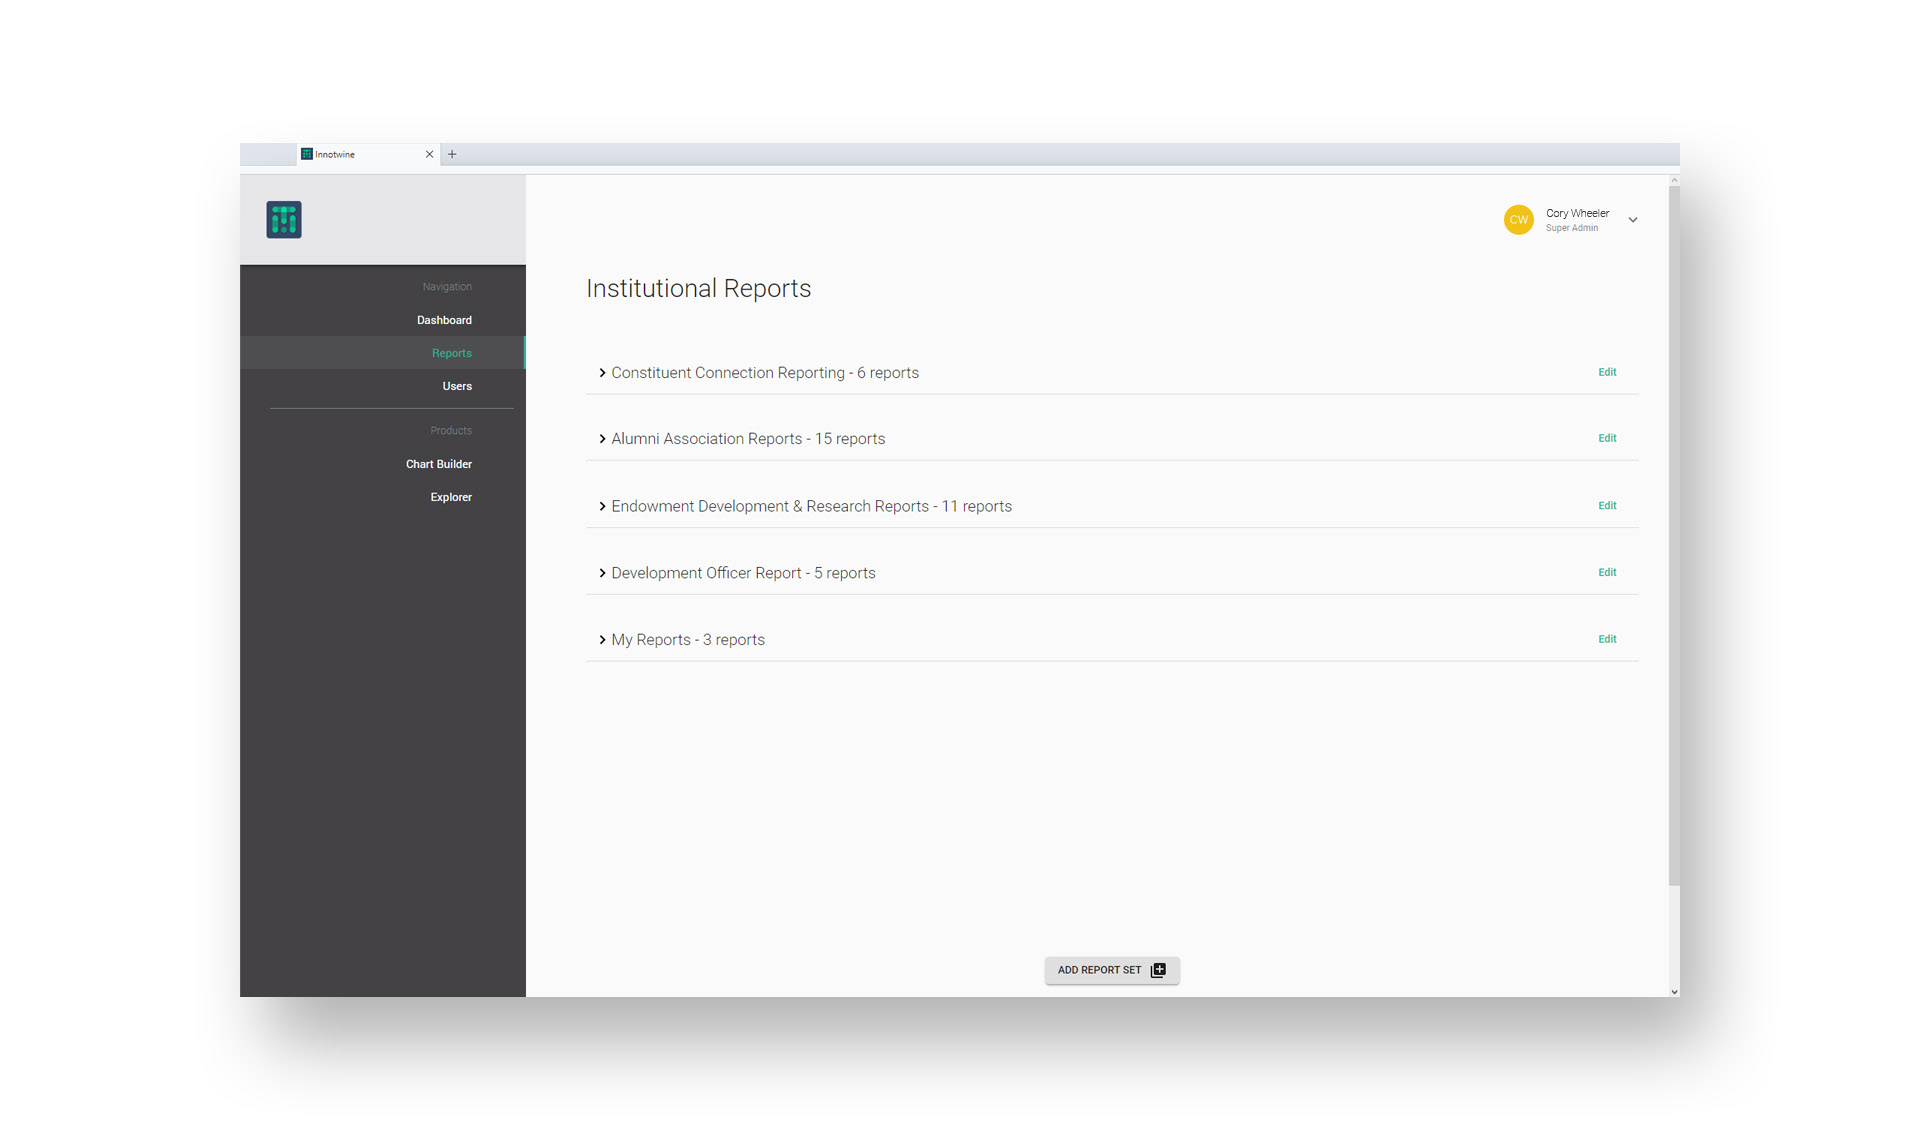 Innotwine
CW
Cory Wheeler
Super Admin
Navigation
Dashboard
Reports
Users
Products
Chart Builder
Explorer
Institutional Reports
Constituent Connection Reporting - 6 reports
Edit
Alumni Association Reports - 15 reports
Edit
Endowment Development & Research Reports - 11 reports
Edit
Development Officer Report - 5 reports
Edit
My Reports - 3 reports
Edit
ADD REPORT SET